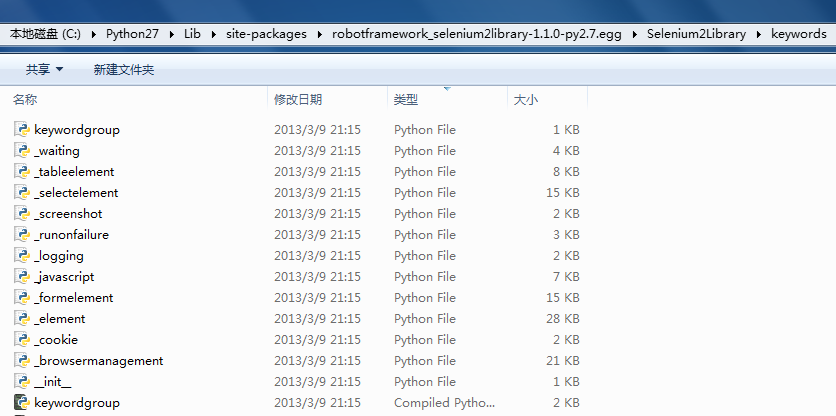 本地磁盘 (C:) ▸ Python27 ▸ Lib ▸ site-packages ▸ robotframework_selenium2library-1.1.0-py2.7.egg ▸ Selenium2Library ▸ keywords
共享 ▼ 新建文件夹
名称 修改日期 类型 大小
keywordgroup 2013/3/9 21:15 Python File 1 KB
_waiting 2013/3/9 21:15 Python File 4 KB
_tableelement 2013/3/9 21:15 Python File 8 KB
_selectelement 2013/3/9 21:15 Python File 15 KB
_screenshot 2013/3/9 21:15 Python File 2 KB
_runonfailure 2013/3/9 21:15 Python File 3 KB
_logging 2013/3/9 21:15 Python File 2 KB
_javascript 2013/3/9 21:15 Python File 7 KB
_formelement 2013/3/9 21:15 Python File 15 KB
_element 2013/3/9 21:15 Python File 28 KB
_cookie 2013/3/9 21:15 Python File 2 KB
_browsermanagement 2013/3/9 21:15 Python File 21 KB
__init__ 2013/3/9 21:15 Python File 1 KB
keywordgroup 2013/3/9 21:15 Compiled Pytho... 2 KB